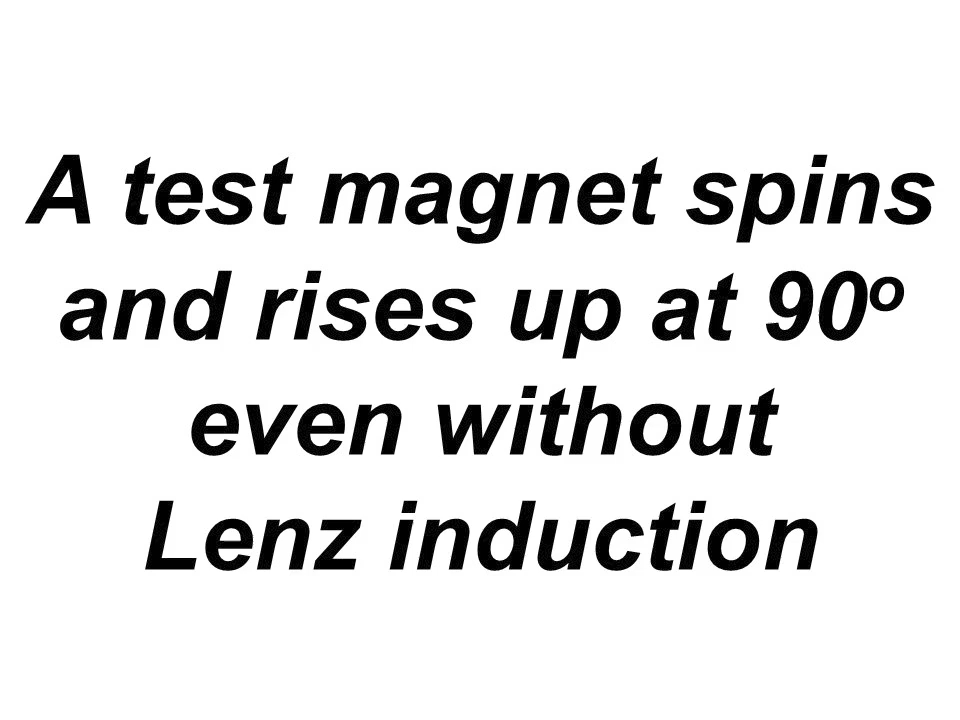 A test magnet spins
and rises up at 90º
even without
Lenz induction